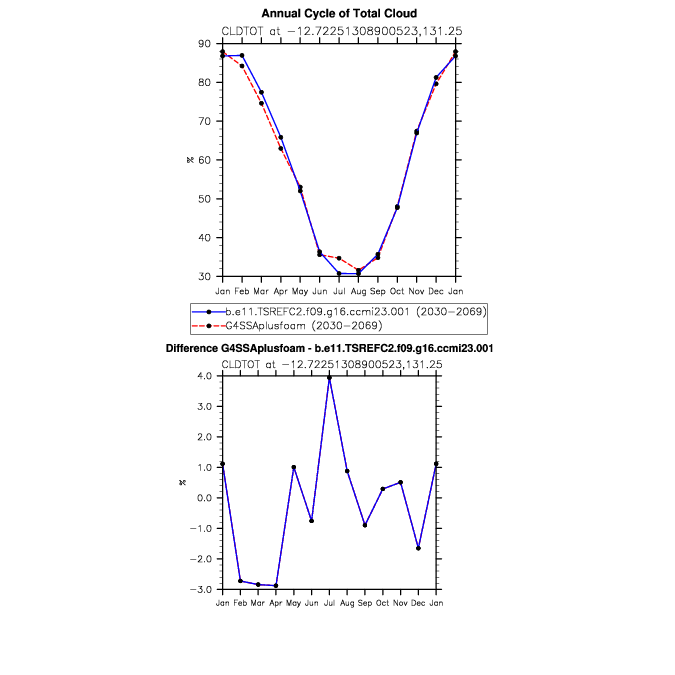 Annual Cycle of Total Cloud
CLDTOT at −12.72251308900523,131.25
90
80
70
60
50
40
30
%
Jan Feb Mar Apr May Jun Jul Aug Sep Oct Nov Dec Jan
b.e11.TSREFC2.f09.g16.ccmi23.001 (2030−2069)
G4SSAplusfoam (2030−2069)
Difference G4SSAplusfoam - b.e11.TSREFC2.f09.g16.ccmi23.001
CLDTOT at −12.72251308900523,131.25
4.0
3.0
2.0
1.0
0.0
−1.0
−2.0
−3.0
%
Jan Feb Mar Apr May Jun Jul Aug Sep Oct Nov Dec Jan